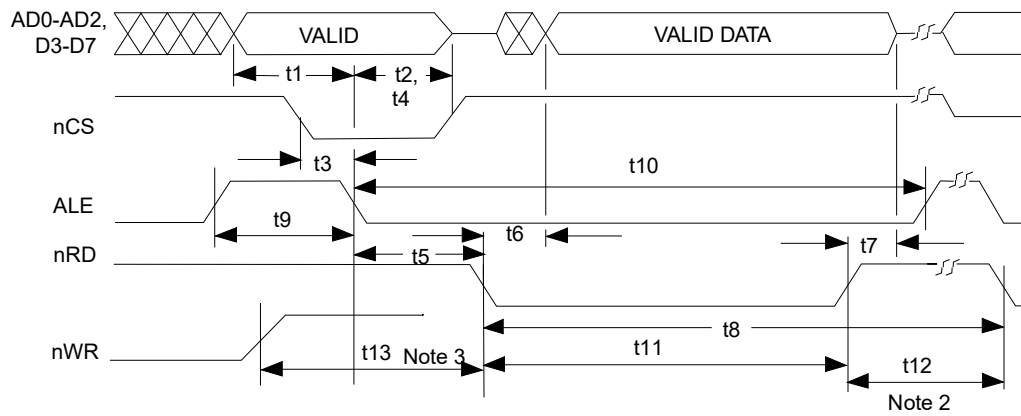 AD0-AD2,
D3-D7
VALID
VALID DATA
t1
t2,
t4
nCS
t3
t10
ALE
t9
t6
nRD
t5
t7
t8
nWR
t13
Note 3
t11
t12
Note 2